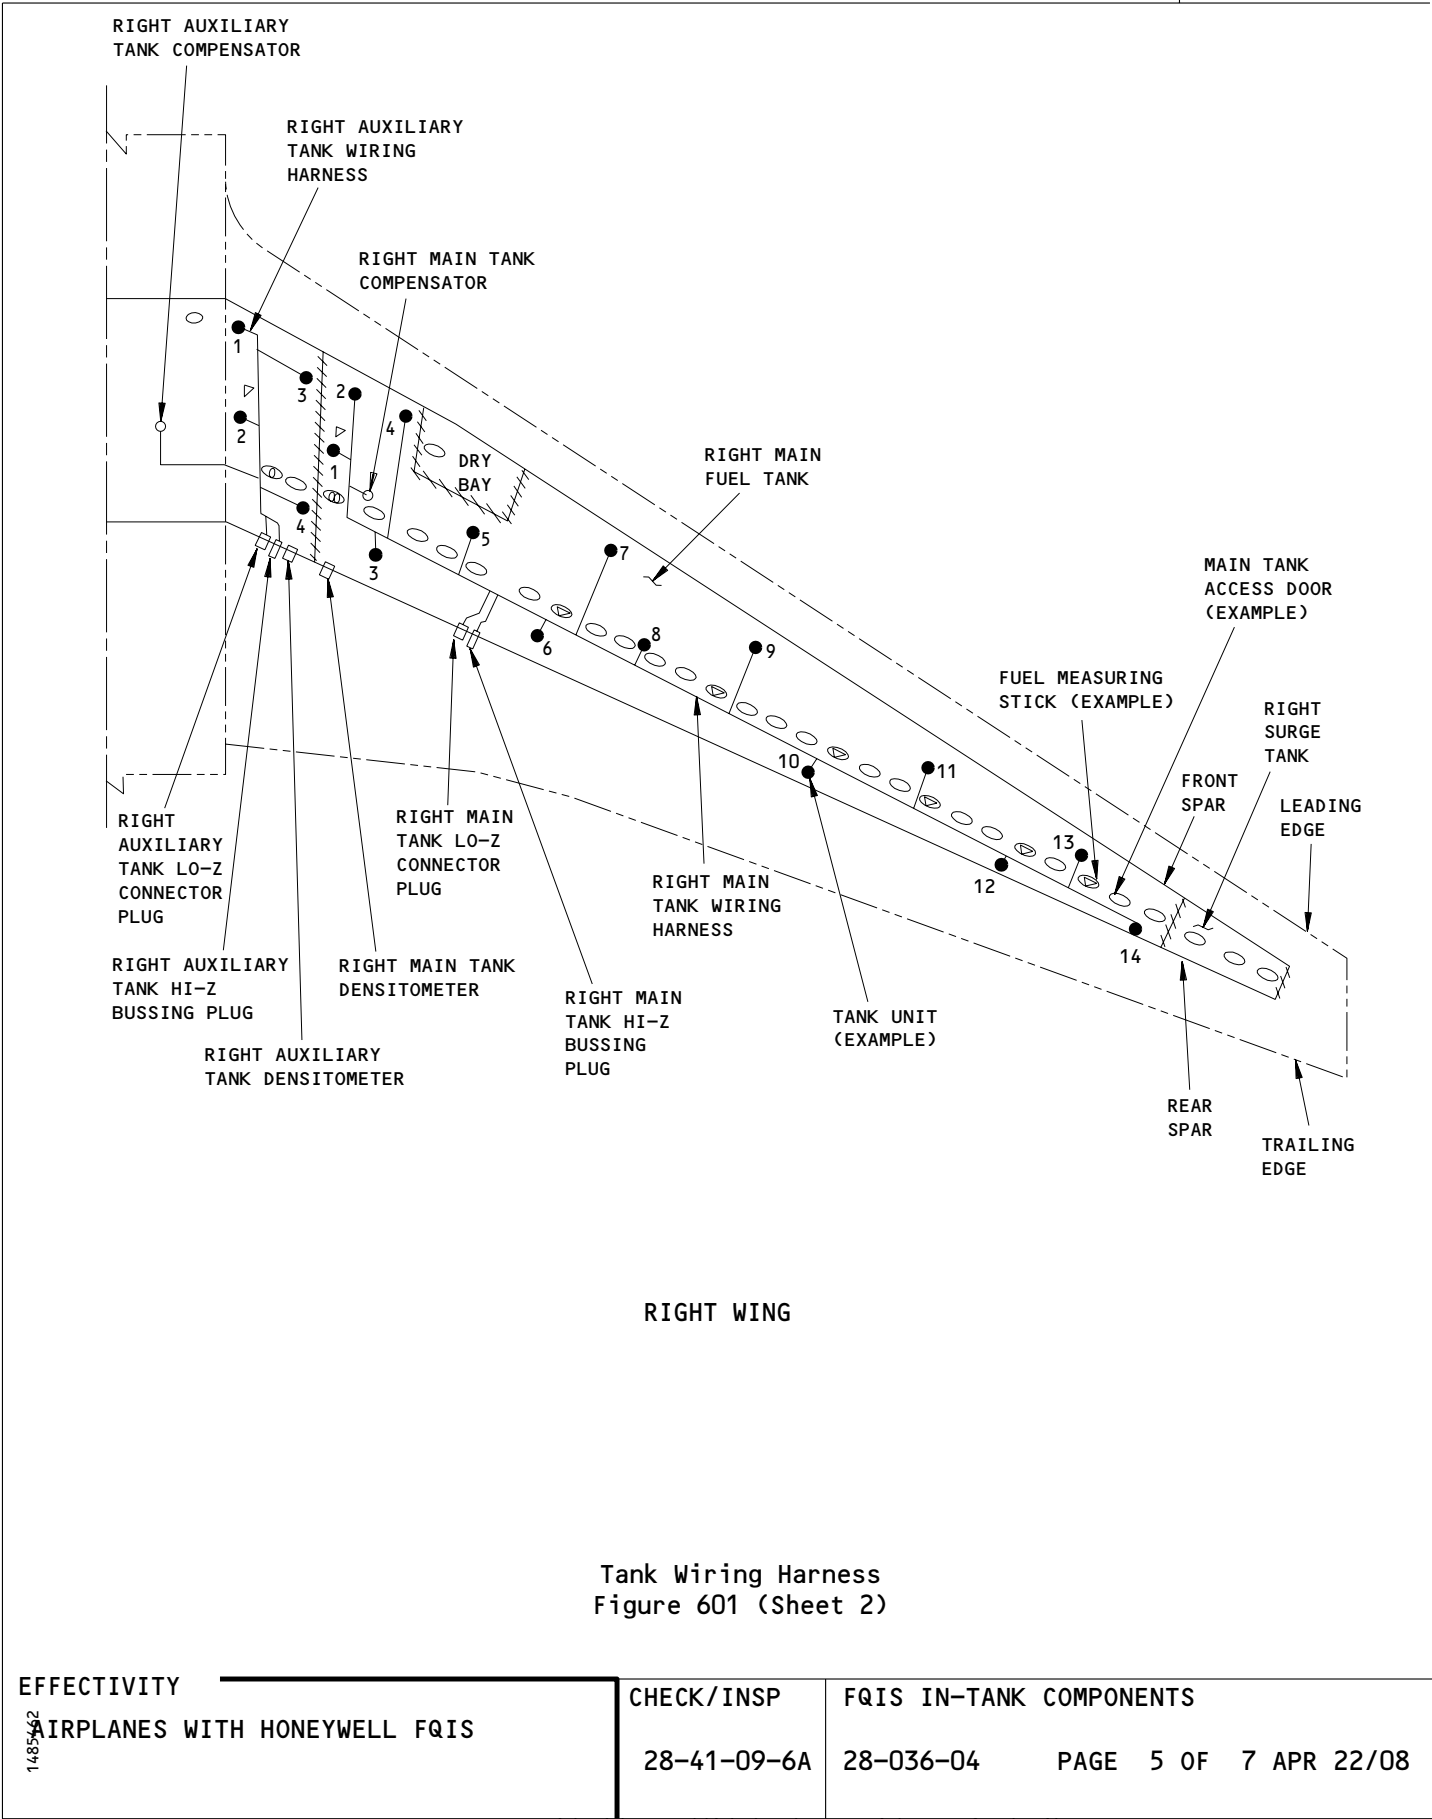 RIGHT AUXILIARY
TANK COMPENSATOR
RIGHT AUXILIARY
TANK WIRING
HARNESS
RIGHT MAIN TANK
COMPENSATOR
1
3
2
2
4
1
4
3
DRY
BAY
RIGHT MAIN
FUEL TANK
5
7
6
8
9
10
11
12
13
14
MAIN TANK
ACCESS DOOR
(EXAMPLE)
FUEL MEASURING
STICK (EXAMPLE)
RIGHT
SURGE
TANK
FRONT
SPAR
LEADING
EDGE
RIGHT
AUXILIARY
TANK LO-Z
CONNECTOR
PLUG
RIGHT MAIN
TANK LO-Z
CONNECTOR
PLUG
RIGHT MAIN
TANK WIRING
HARNESS
RIGHT AUXILIARY
TANK HI-Z
BUSSING PLUG
RIGHT MAIN TANK
DENSITOMETER
RIGHT MAIN
TANK HI-Z
BUSSING
PLUG
TANK UNIT
(EXAMPLE)
RIGHT AUXILIARY
TANK DENSITOMETER
REAR
SPAR
TRAILING
EDGE
RIGHT WING
Tank Wiring Harness
Figure 601 (Sheet 2)
EFFECTIVITY
AIRPLANES WITH HONEYWELL FQIS
1485462
CHECK/INSP
28-41-09-6A
FQIS IN-TANK COMPONENTS
28-036-04 PAGE 5 OF 7 APR 22/08